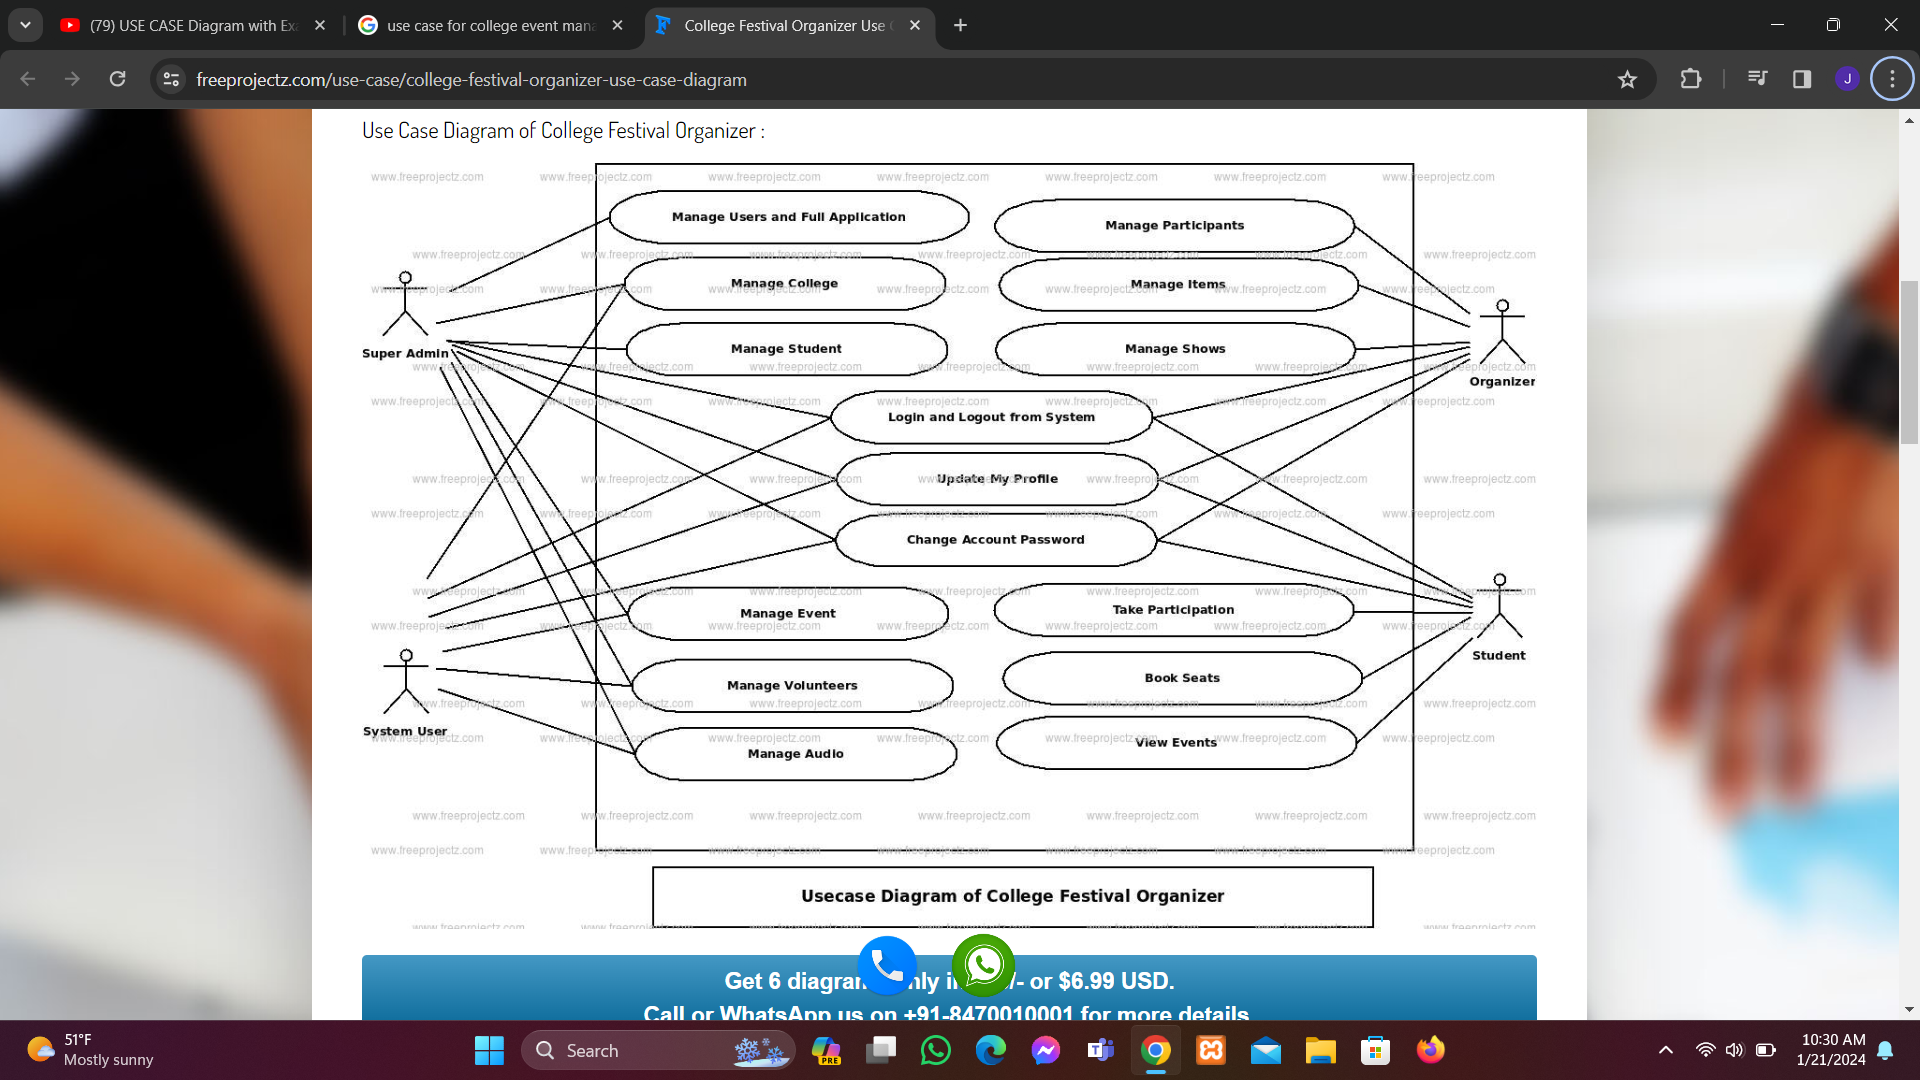 (79) USE CASE Diagram with Ex
use case for college event man
College Festival Organizer Use
freeprojectz.com/use-case/college-festival-organizer-use-case-diagram
J
Use Case Diagram of College Festival Organizer :
www.freeprojectz.com
Manage Users and Full Application
Manage Participants
Manage College
Manage Items
Manage Student
Manage Shows
Super Admin
Organizer
Login and Logout from System
Update My Profile
Change Account Password
Manage Event
Take Participation
Student
Manage Volunteers
Book Seats
System User
Manage Audio
View Events
Usecase Diagram of College Festival Organizer
Get 6 diagram or $6.99 USD.
Call or WhatsApp us on +91-8470010001 for more details
51°F
Mostly sunny
Search
PRE
10:30 AM
1/21/2024